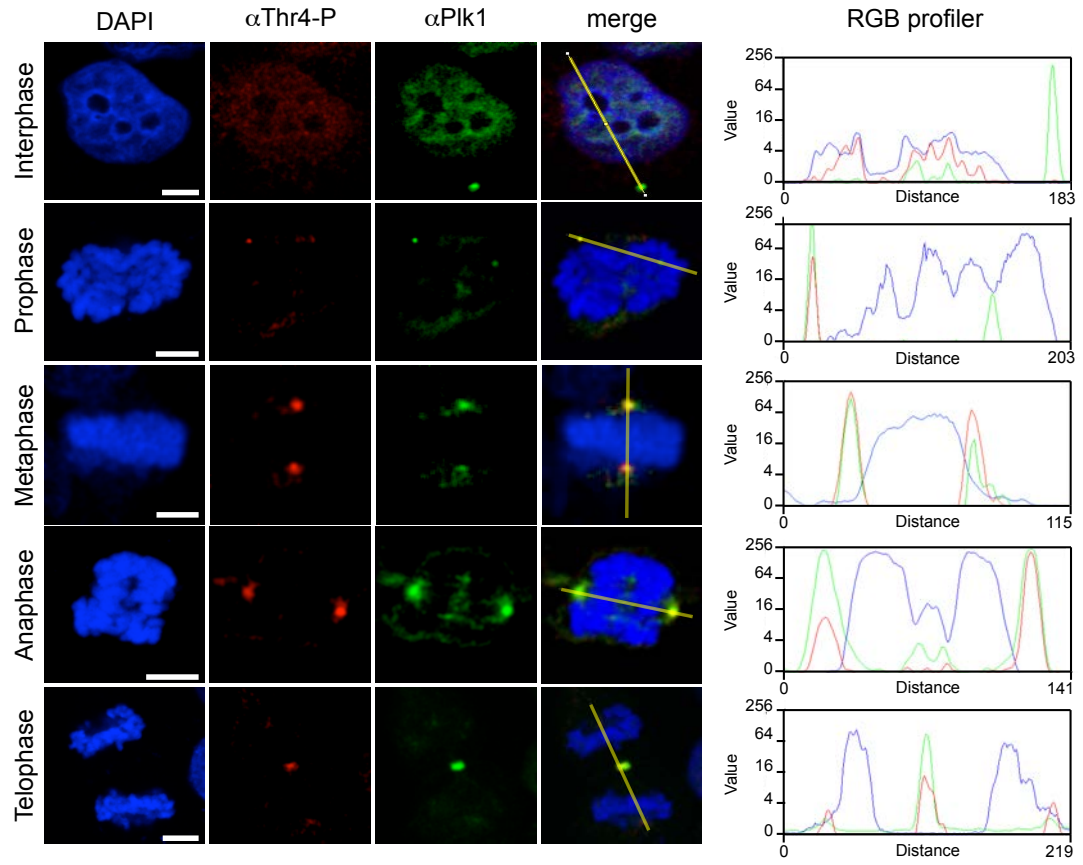 DAPI αThr4-P αPlk1 merge RGB profiler
Interphase
Value
256
64
16
4
0
0 Distance 183
Prophase
Value
256
64
16
4
0
0 Distance 203
Metaphase
Value
256
64
16
4
0
0 Distance 115
Anaphase
Value
256
64
16
4
0
0 Distance 141
Telophase
Value
256
64
16
4
0
0 Distance 219